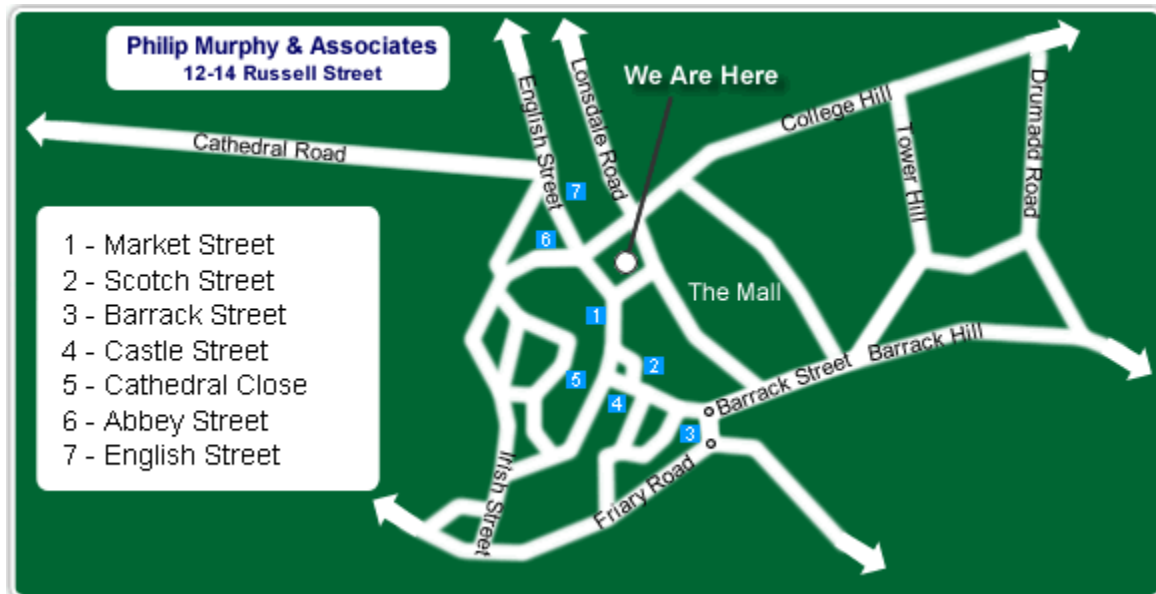 Philip Murphy & Associates
12-14 Russell Street
We Are Here
English Street
Lonsdale Road
College Hill
Drumadd Road
Tower Hill
Cathedral Road
7
6
1 - Market Street
2 - Scotch Street
3 - Barrack Street
4 - Castle Street
5 - Cathedral Close
6 - Abbey Street
7 - English Street
The Mall
1
2
5
4
3
Barrack Street
Barrack Hill
Irish Street
Friary Road